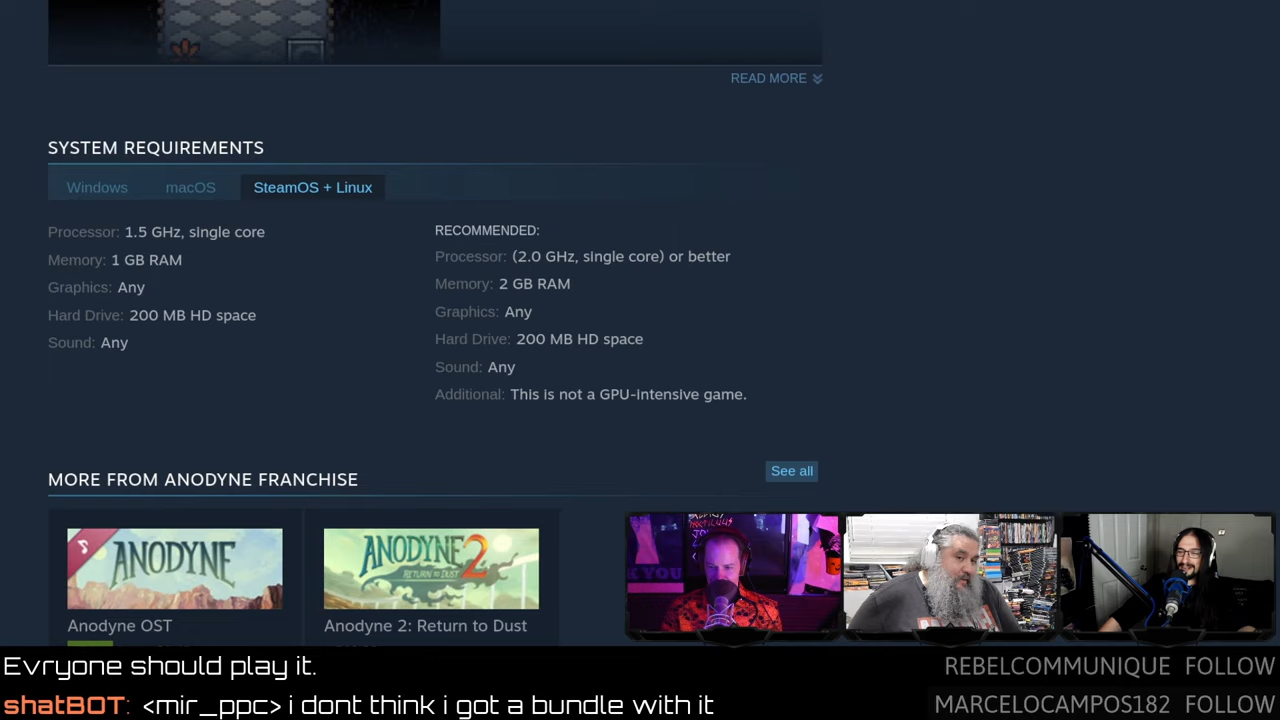 READ MORE
SYSTEM REQUIREMENTS
Windows macOS SteamOS + Linux
Processor: 1.5 GHz, single core
Memory: 1 GB RAM
Graphics: Any
Hard Drive: 200 MB HD space
Sound: Any
RECOMMENDED:
Processor: (2.0 GHz, single core) or better
Memory: 2 GB RAM
Graphics: Any
Hard Drive: 200 MB HD space
Sound: Any
Additional: This is not a GPU-intensive game.
MORE FROM ANODYNE FRANCHISE
See all
ANODYNE
Anodyne OST
ANODYNE 2
RETURN TO DUST
Anodyne 2: Return to Dust
Evryone should play it.
shatBOT: <mir_ppc> i dont think i got a bundle with it
REBELCOMMUNIQUE FOLLOW
MARCELOCAMPOS182 FOLLOW